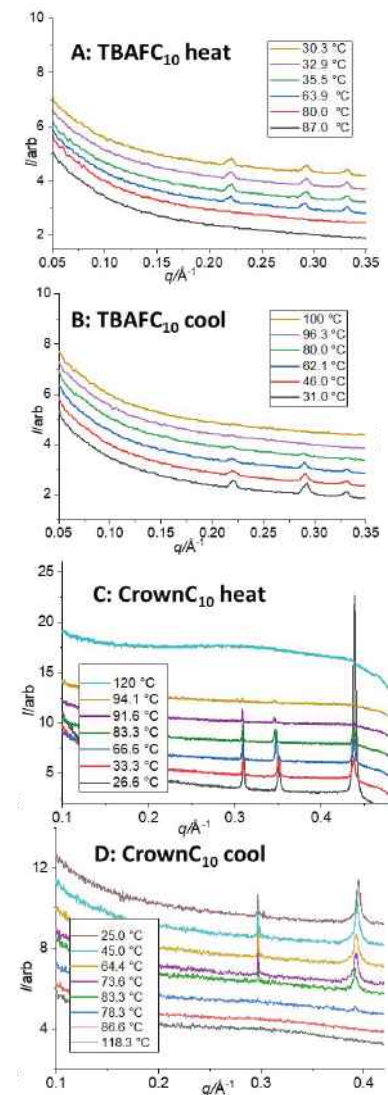 A: TBAFC10 heat
30.3 °C
32.9 °C
35.5 °C
63.9 °C
80.0 °C
87.0 °C
I/arb
10
8
6
4
2
0.05
0.10
0.15
0.20
0.25
0.30
0.35
q/Å-1
B: TBAFC10 cool
100 °C
96.3 °C
80.0 °C
62.1 °C
46.0 °C
31.0 °C
I/arb
10
8
6
4
2
0.05
0.10
0.15
0.20
0.25
0.30
0.35
q/Å-1
C: CrownC10 heat
120 °C
94.1 °C
91.6 °C
83.3 °C
66.6 °C
33.3 °C
26.6 °C
I/arb
25
20
15
10
5
0.1
0.2
0.3
0.4
q/Å-1
D: CrownC10 cool
25.0 °C
45.0 °C
64.4 °C
73.6 °C
83.3 °C
78.3 °C
86.6 °C
118.3 °C
I/arb
12
8
4
0.1
0.2
0.3
0.4
q/Å-1